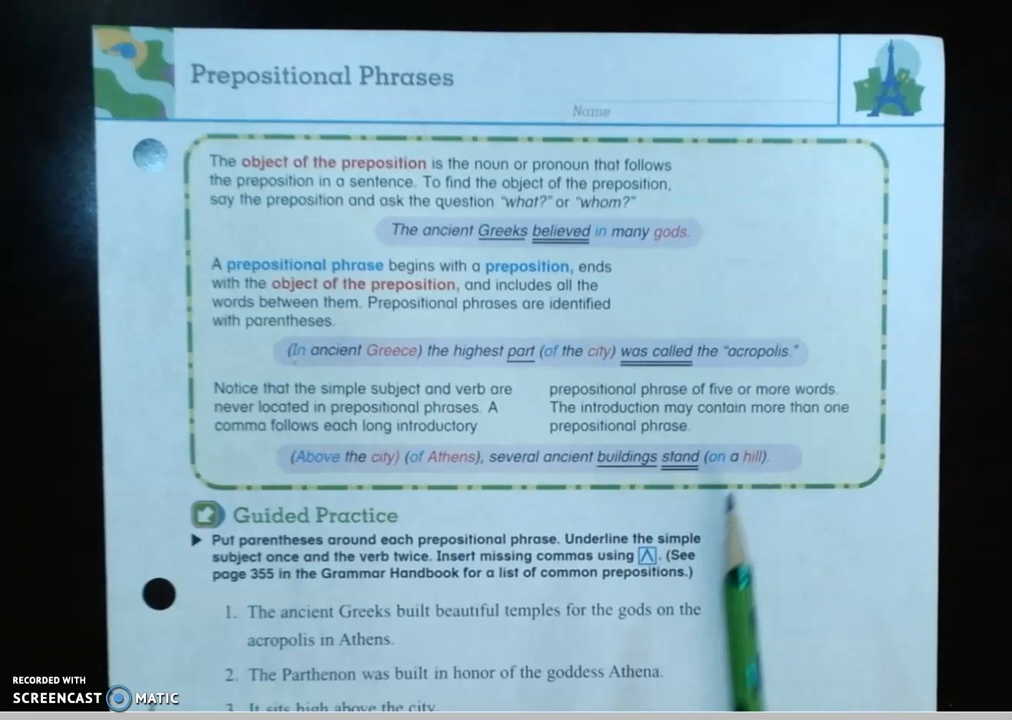 Prepositional Phrases
Name
The object of the preposition is the noun or pronoun that follows
the preposition in a sentence. To find the object of the preposition,
say the preposition and ask the question "what?" or "whom?"
The ancient Greeks believed in many gods.
A prepositional phrase begins with a preposition, ends
with the object of the preposition, and includes all the
words between them. Prepositional phrases are identified
with parentheses.
(In ancient Greece) the highest part (of the city) was called the "acropolis."
Notice that the simple subject and verb are
never located in prepositional phrases. A
comma follows each long introductory
prepositional phrase of five or more words.
The introduction may contain more than one
prepositional phrase.
(Above the city) (of Athens), several ancient buildings stand (on a hill).
Guided Practice
Put parentheses around each prepositional phrase. Underline the simple
subject once and the verb twice. Insert missing commas using ⋀. (See
page 355 in the Grammar Handbook for a list of common prepositions.)
1. The ancient Greeks built beautiful temples for the gods on the
acropolis in Athens.
2. The Parthenon was built in honor of the goddess Athena.
3. It sits high above the city.
RECORDED WITH
SCREENCAST MATIC